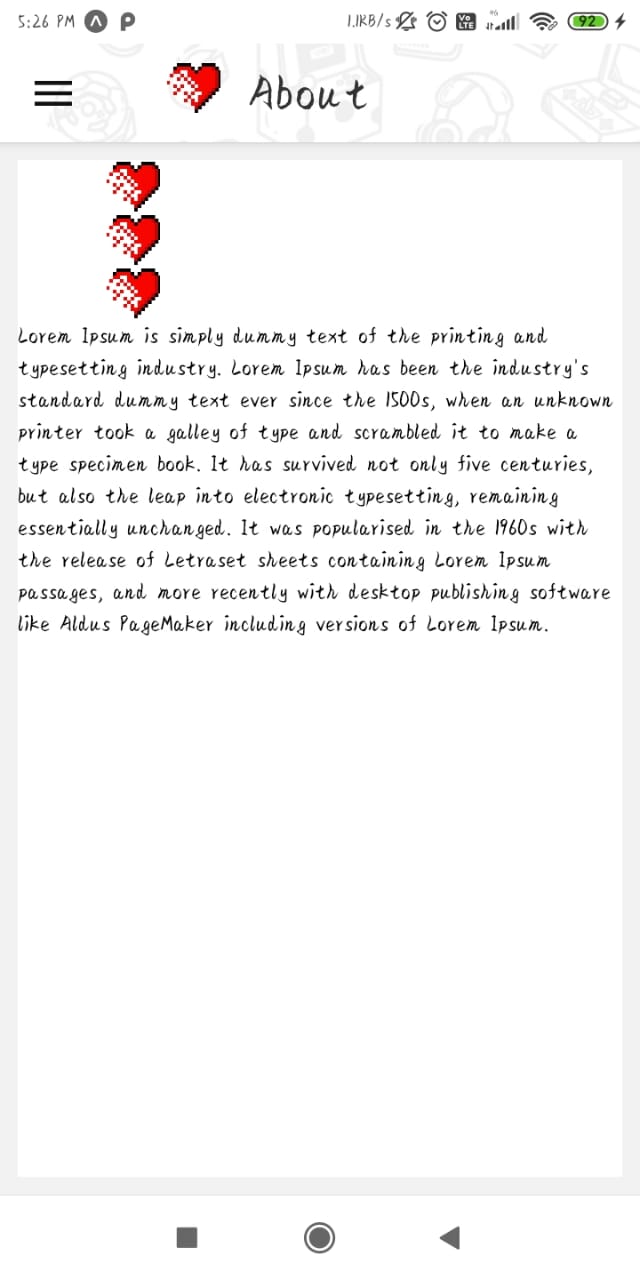 5:26 PM
1.1KB/s
Vo LTE
4G
92
About
Lorem Ipsum is simply dummy text of the printing and
typesetting industry. Lorem Ipsum has been the industry's
standard dummy text ever since the 1500s, when an unknown
printer took a galley of type and scrambled it to make a
type specimen book. It has survived not only five centuries,
but also the leap into electronic typesetting, remaining
essentially unchanged. It was popularised in the 1960s with
the release of Letraset sheets containing Lorem Ipsum
passages, and more recently with desktop publishing software
like Aldus PageMaker including versions of Lorem Ipsum.